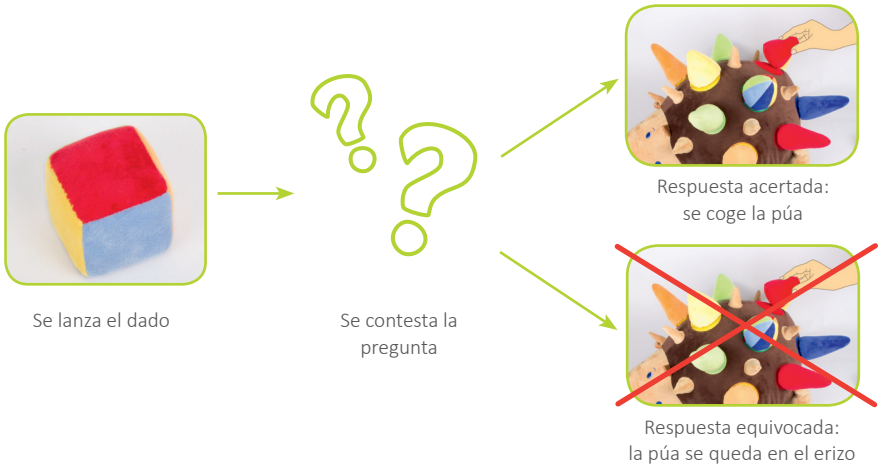 Se lanza el dado
Se contesta la
pregunta
Respuesta acertada:
se coge la púa
Respuesta equivocada:
la púa se queda en el erizo